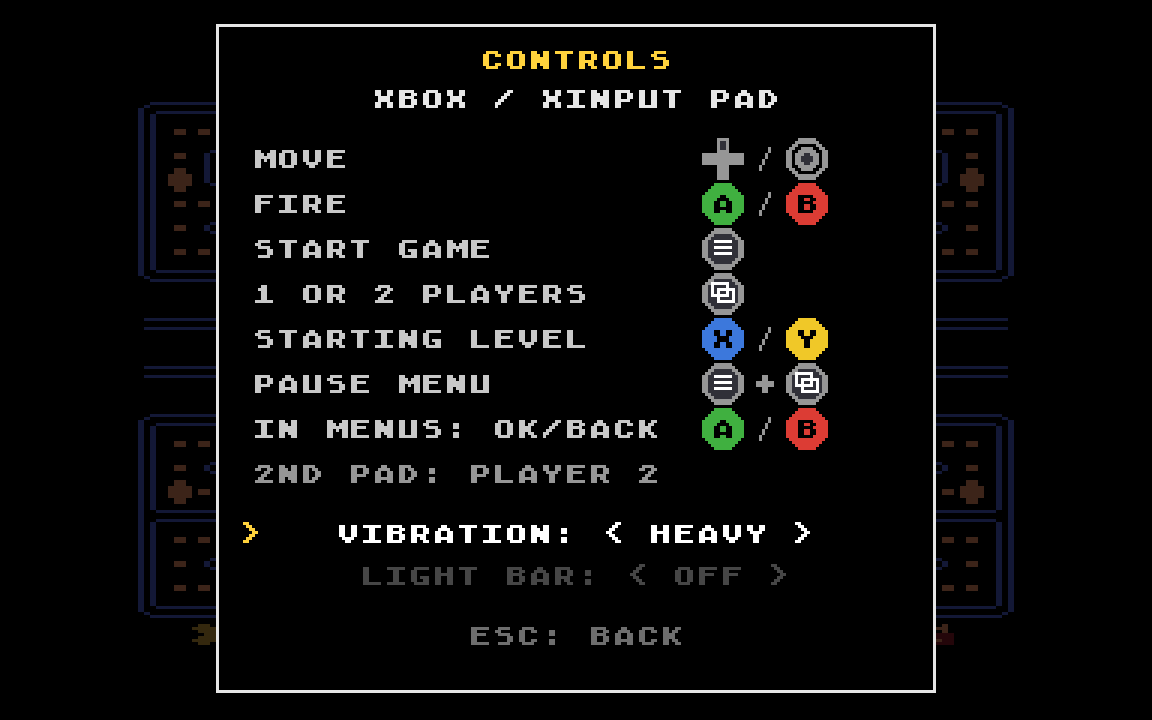 CONTROLS
XBOX / XINPUT PAD
MOVE /
FIRE A / B
START GAME
1 OR 2 PLAYERS
STARTING LEVEL X / Y
PAUSE MENU +
IN MENUS: OK/BACK A / B
2ND PAD: PLAYER 2
> VIBRATION: < HEAVY >
LIGHT BAR: < OFF >
ESC: BACK